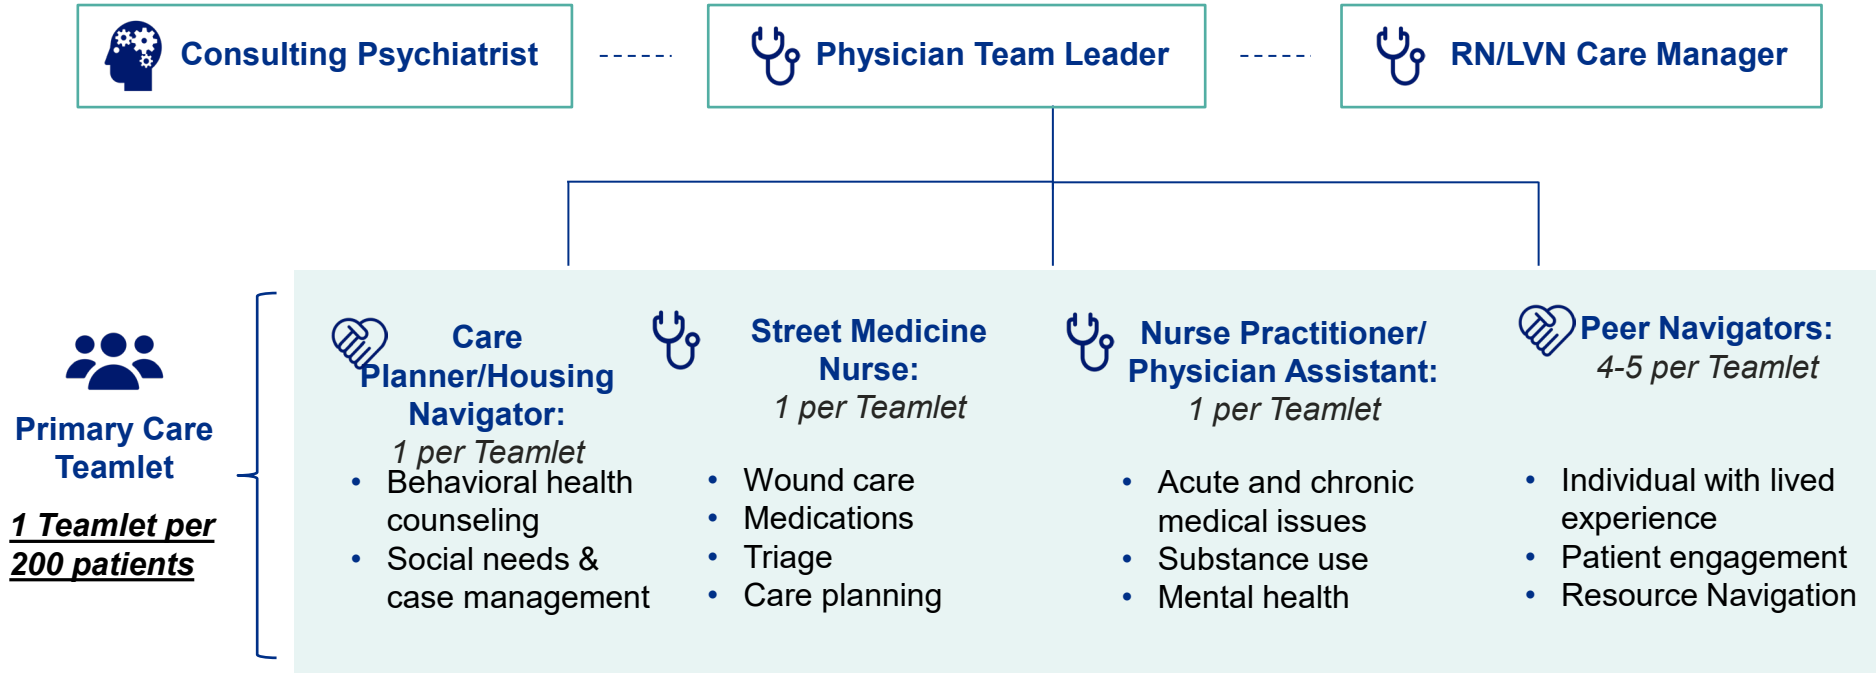 Consulting Psychiatrist
Physician Team Leader
RN/LVN Care Manager
Primary Care
Teamlet
1 Teamlet per
200 patients
Care
Planner/Housing
Navigator:
1 per Teamlet
• Behavioral health
counseling
• Social needs &
case management
Street Medicine
Nurse:
1 per Teamlet
• Wound care
• Medications
• Triage
• Care planning
Nurse Practitioner/
Physician Assistant:
1 per Teamlet
• Acute and chronic
medical issues
• Substance use
• Mental health
Peer Navigators:
4-5 per Teamlet
• Individual with lived
experience
• Patient engagement
• Resource Navigation